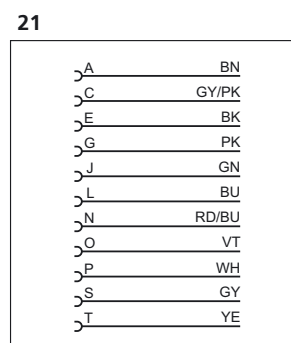 21
A BN
C GY/PK
E BK
G PK
J GN
L BU
N RD/BU
O VT
P WH
S GY
T YE